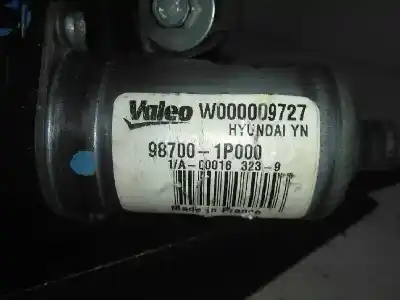 Valeo W000009727
HYUNDAI YN
98700-1P000
1/A-00016 323-9
Made in France